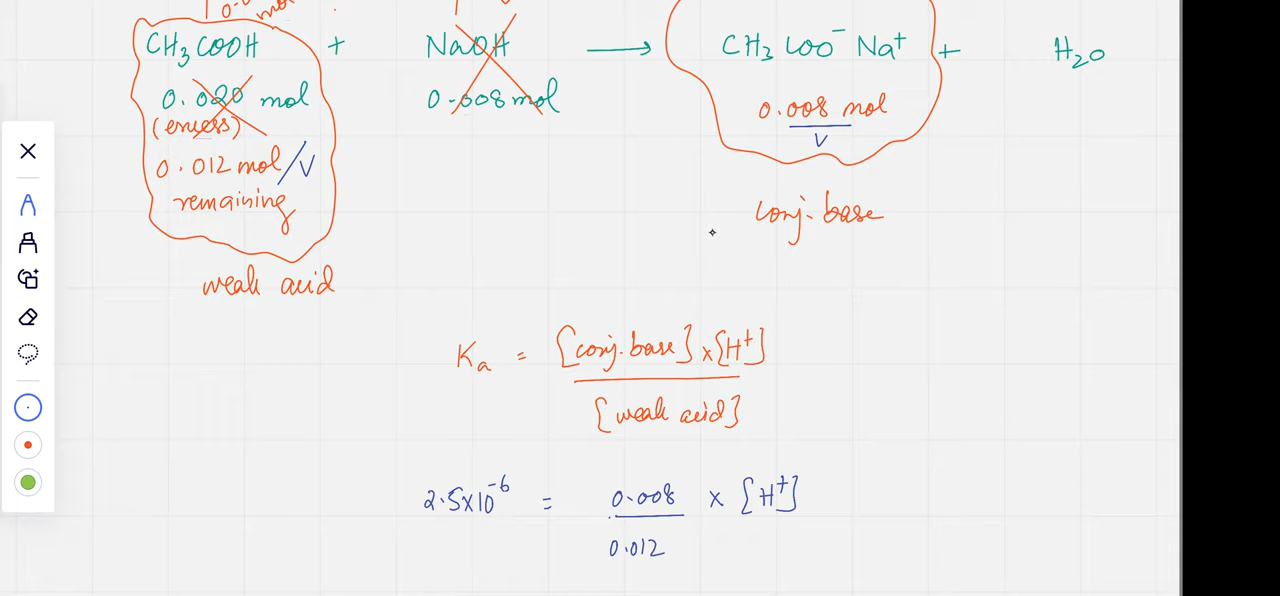 CH3COOH + NaOH ⟶ CH3COO⁻ Na⁺ + H2O
0.020 mol 0.008 mol 0.008 mol
(excess) V
0.012 mol/V
remaining
conj. base
weak acid
Ka = [conj. base] × [H⁺]
[weak acid]
2.5×10⁻⁶ = 0.008 × [H⁺]
0.012